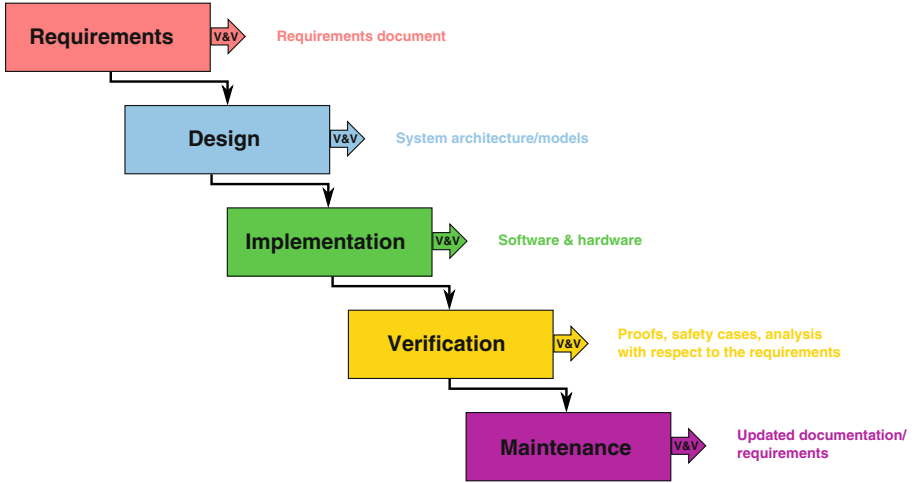 Requirements
V&V
Requirements document
Design
V&V
System architecture/models
Implementation
V&V
Software & hardware
Verification
V&V
Proofs, safety cases, analysis
with respect to the requirements
Maintenance
V&V
Updated documentation/
requirements